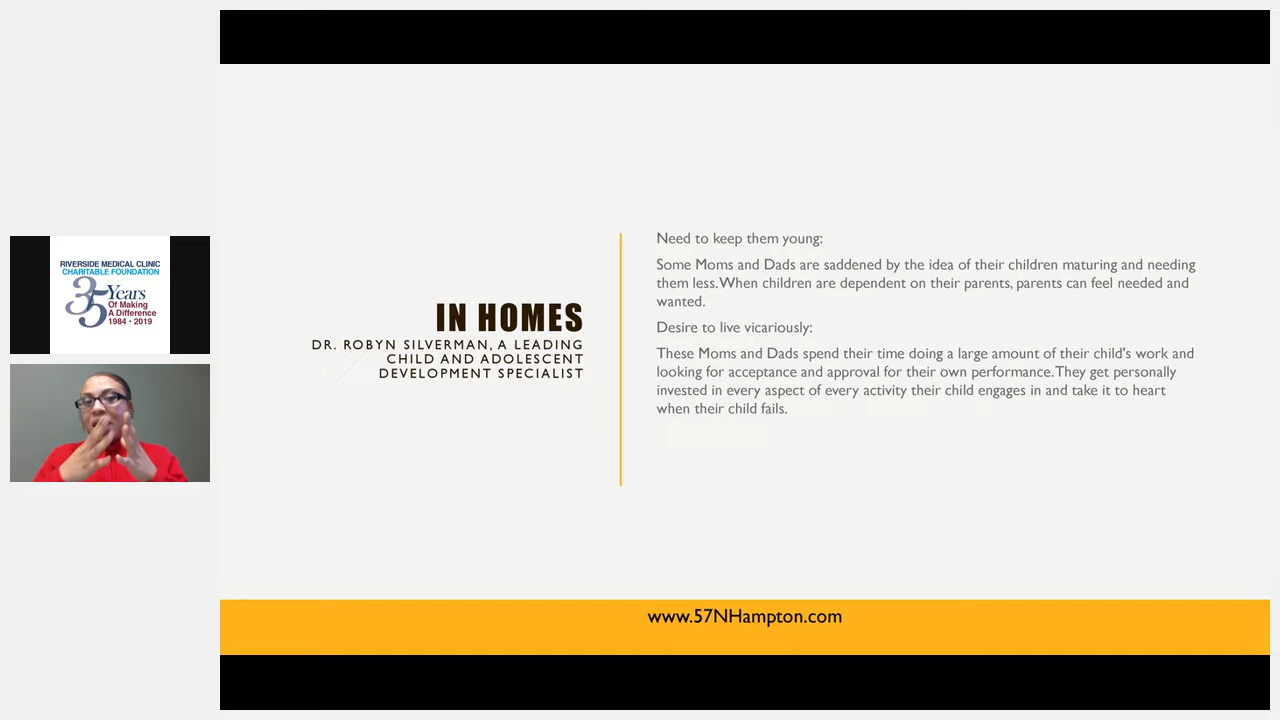 RIVERSIDE MEDICAL CLINIC
CHARITABLE FOUNDATION
35 Years
Of Making
A Difference
1984 • 2019
IN HOMES
DR. ROBYN SILVERMAN, A LEADING
CHILD AND ADOLESCENT
DEVELOPMENT SPECIALIST
Need to keep them young:
Some Moms and Dads are saddened by the idea of their children maturing and needing
them less. When children are dependent on their parents, parents can feel needed and
wanted.
Desire to live vicariously:
These Moms and Dads spend their time doing a large amount of their child's work and
looking for acceptance and approval for their own performance. They get personally
invested in every aspect of every activity their child engages in and take it to heart
when their child fails.
www.57NHampton.com